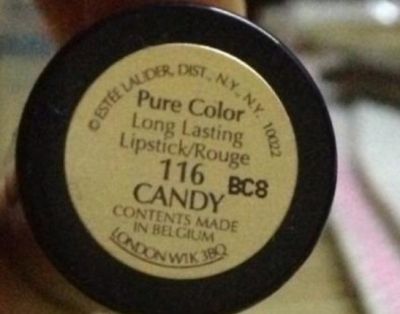 ©ESTĒE LAUDER, DIST., N.Y., N.Y. 10022
Pure Color
Long Lasting
Lipstick/Rouge
116 BC8
CANDY
CONTENTS MADE
IN BELGIUM
LONDON W1K 3BQ